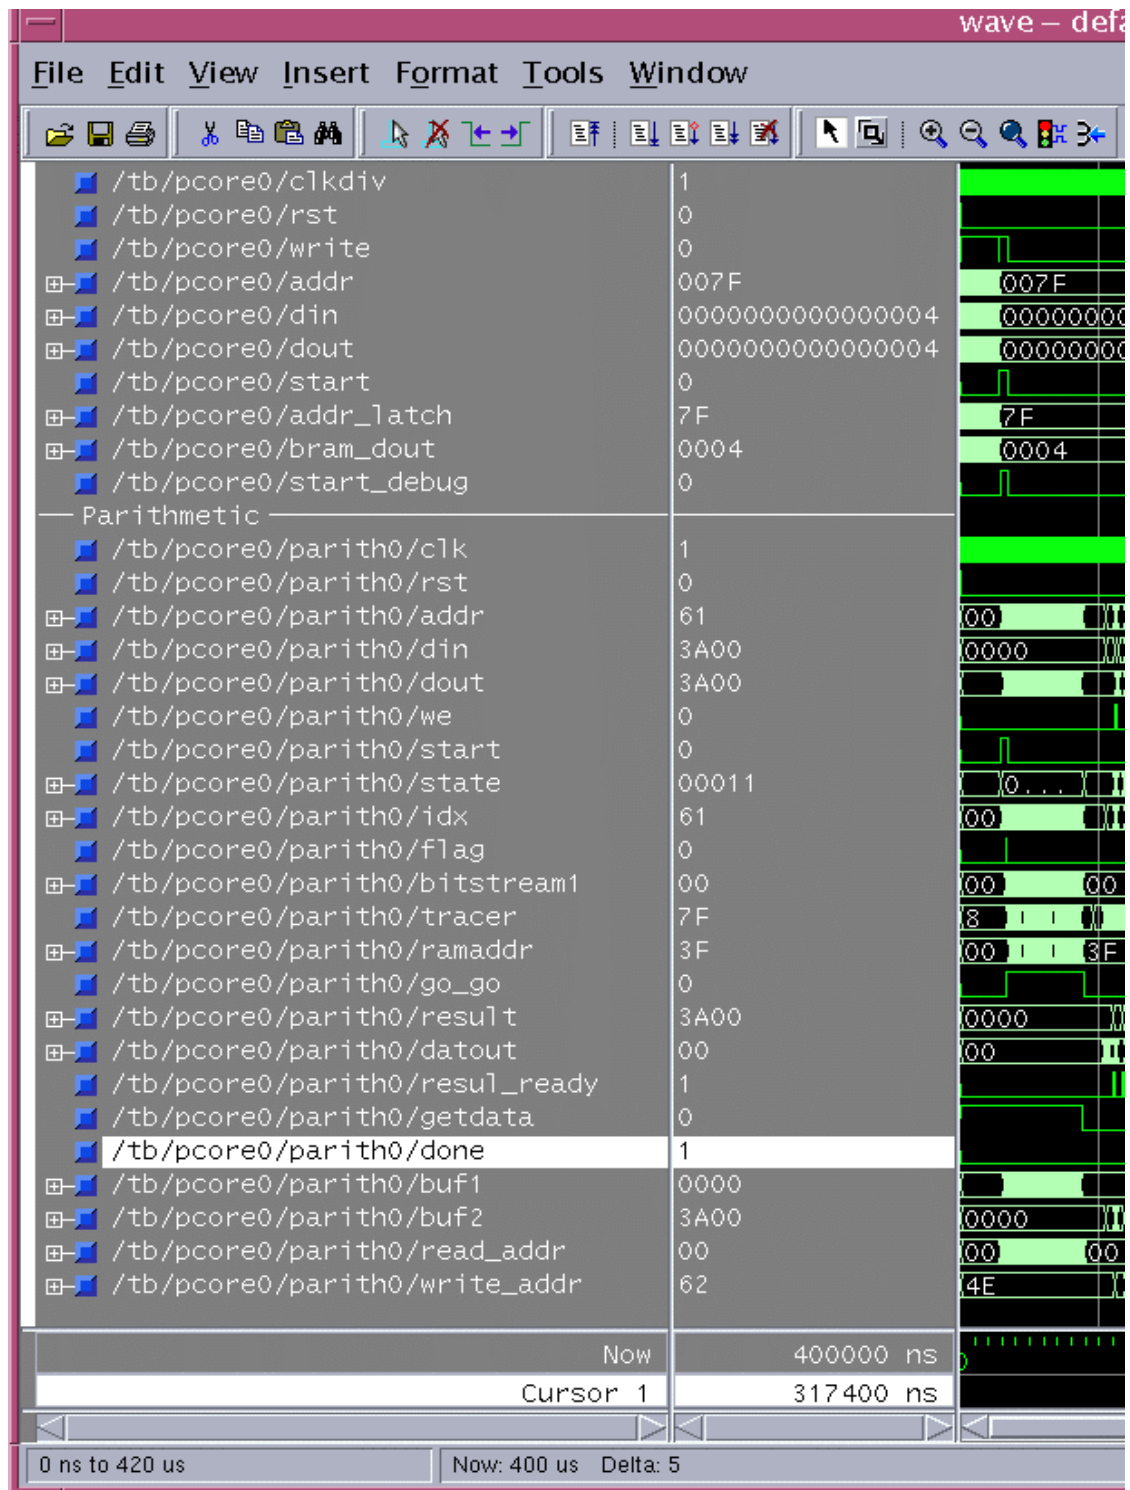 wave – defa
File Edit View Insert Format Tools Window
/tb/pcore0/clkdiv 1
/tb/pcore0/rst 0
/tb/pcore0/write 0
/tb/pcore0/addr 007F 007F
/tb/pcore0/din 0000000000000004 00000000
/tb/pcore0/dout 0000000000000004 00000000
/tb/pcore0/start 0
/tb/pcore0/addr_latch 7F 7F
/tb/pcore0/bram_dout 0004 0004
/tb/pcore0/start_debug 0
Parithmetic
/tb/pcore0/parith0/clk 1
/tb/pcore0/parith0/rst 0
/tb/pcore0/parith0/addr 61 00
/tb/pcore0/parith0/din 3A00 0000
/tb/pcore0/parith0/dout 3A00
/tb/pcore0/parith0/we 0
/tb/pcore0/parith0/start 0
/tb/pcore0/parith0/state 00011 0...
/tb/pcore0/parith0/idx 61 00
/tb/pcore0/parith0/flag 0
/tb/pcore0/parith0/bitstream1 00 00 00
/tb/pcore0/parith0/tracer 7F 8
/tb/pcore0/parith0/ramaddr 3F 00 3F
/tb/pcore0/parith0/go_go 0
/tb/pcore0/parith0/result 3A00 0000
/tb/pcore0/parith0/datout 00 00
/tb/pcore0/parith0/resul_ready 1
/tb/pcore0/parith0/getdata 0
/tb/pcore0/parith0/done 1
/tb/pcore0/parith0/buf1 0000
/tb/pcore0/parith0/buf2 3A00 0000
/tb/pcore0/parith0/read_addr 00 00 00
/tb/pcore0/parith0/write_addr 62 4E
Now 400000 ns
Cursor 1 317400 ns
0 ns to 420 us Now: 400 us Delta: 5